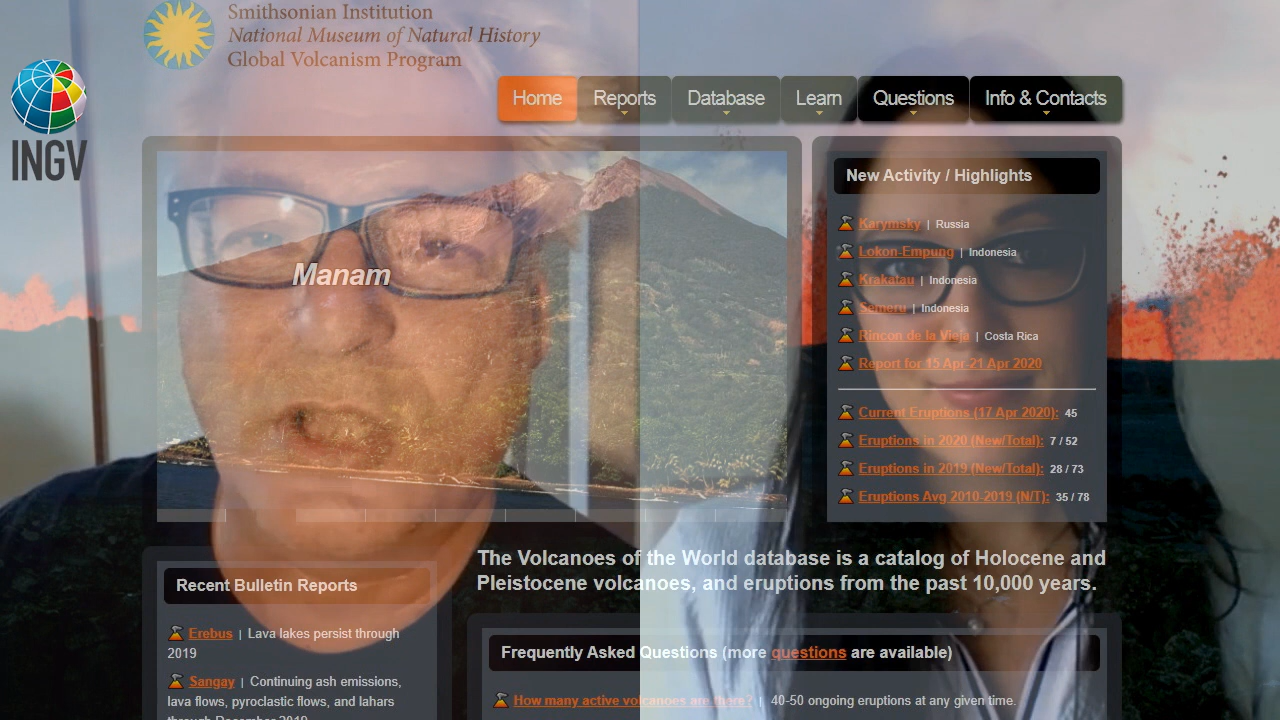 Smithsonian Institution
National Museum of Natural History
Global Volcanism Program
INGV
Home Reports Database Learn Questions Info & Contacts
Manam
New Activity / Highlights
Karymsky | Russia
Lokon-Empung | Indonesia
Krakatau | Indonesia
Semeru | Indonesia
Rincon de la Vieja | Costa Rica
Report for 15 Apr-21 Apr 2020
Current Eruptions (17 Apr 2020): 45
Eruptions in 2020 (New/Total): 7 / 52
Eruptions in 2019 (New/Total): 28 / 73
Eruptions Avg 2010-2019 (N/T): 35 / 78
The Volcanoes of the World database is a catalog of Holocene and
Pleistocene volcanoes, and eruptions from the past 10,000 years.
Recent Bulletin Reports
Erebus | Lava lakes persist through
2019
Sangay | Continuing ash emissions,
lava flows, pyroclastic flows, and lahars
through December 2019
Frequently Asked Questions (more questions are available)
How many active volcanoes are there? | 40-50 ongoing eruptions at any given time.